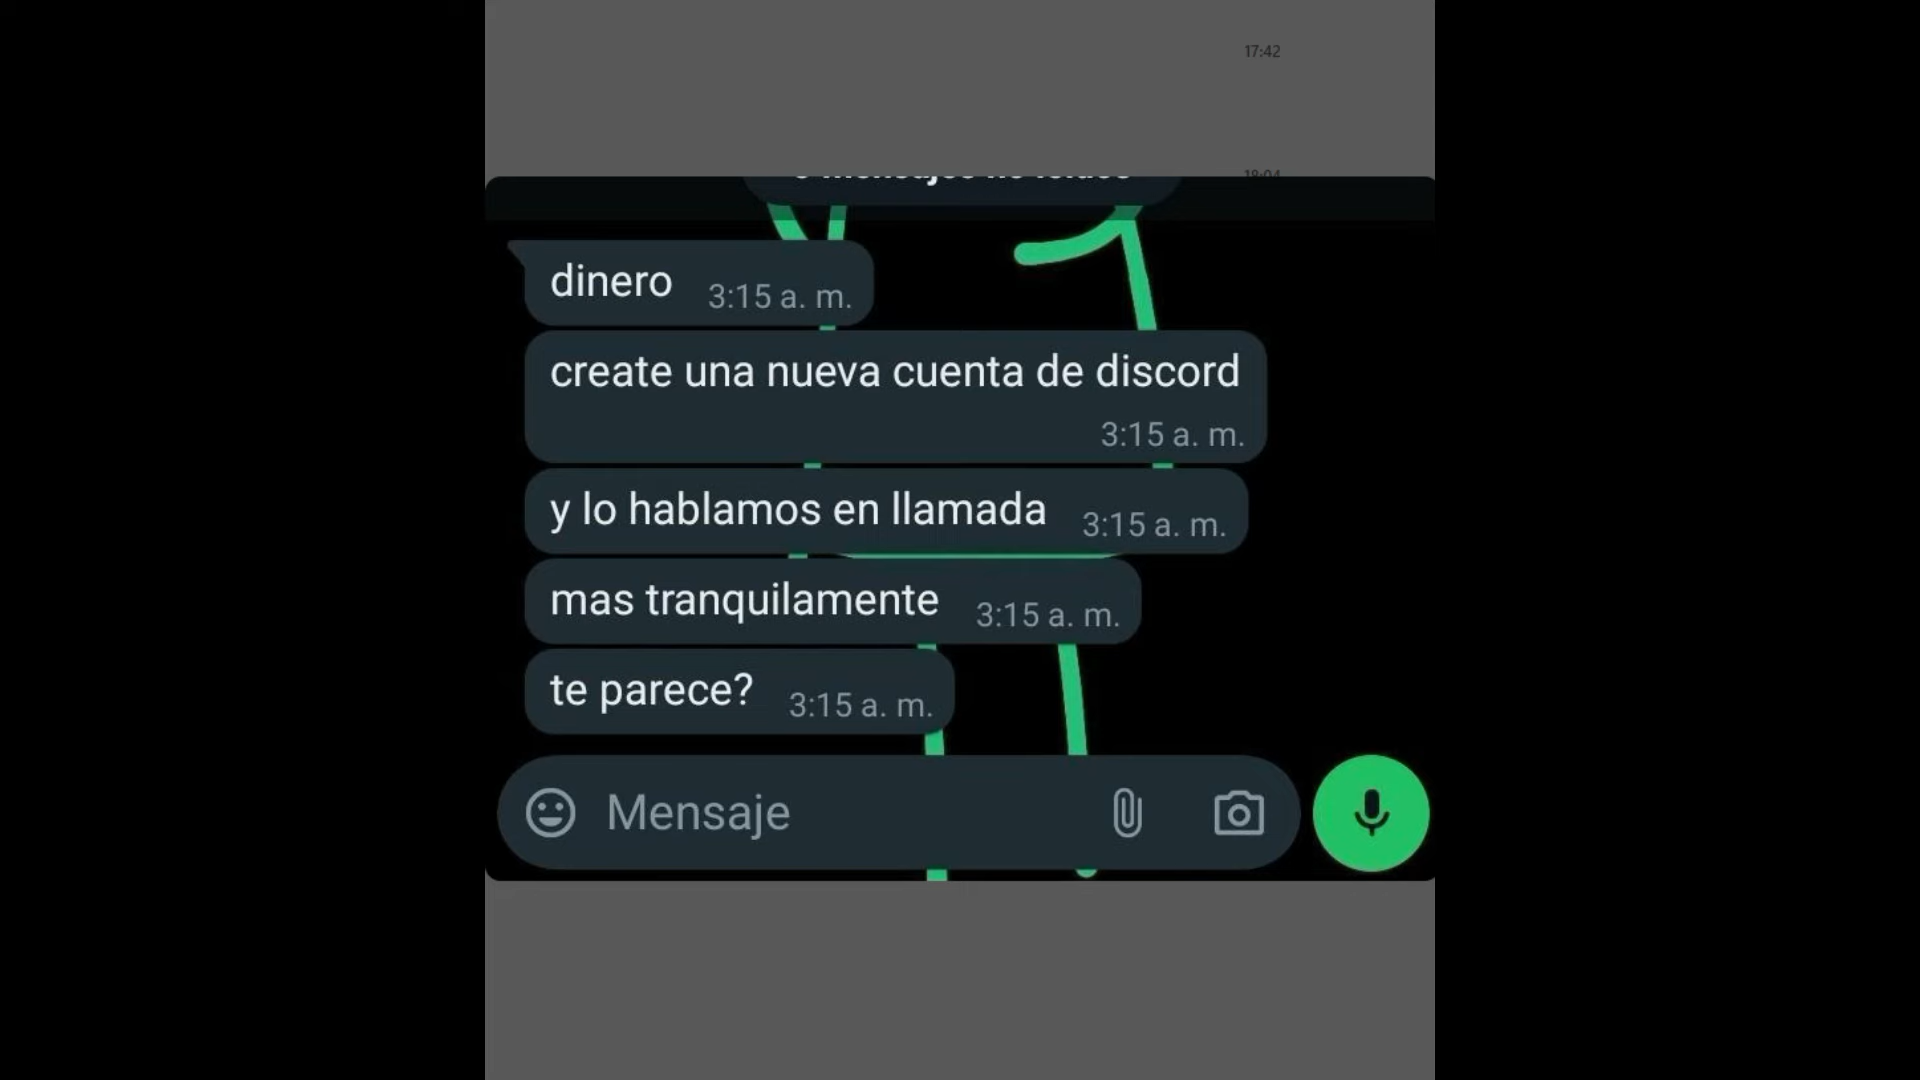 17:42
dinero 3:15 a. m.
create una nueva cuenta de discord
3:15 a. m.
y lo hablamos en llamada 3:15 a. m.
mas tranquilamente 3:15 a. m.
te parece? 3:15 a. m.
Mensaje